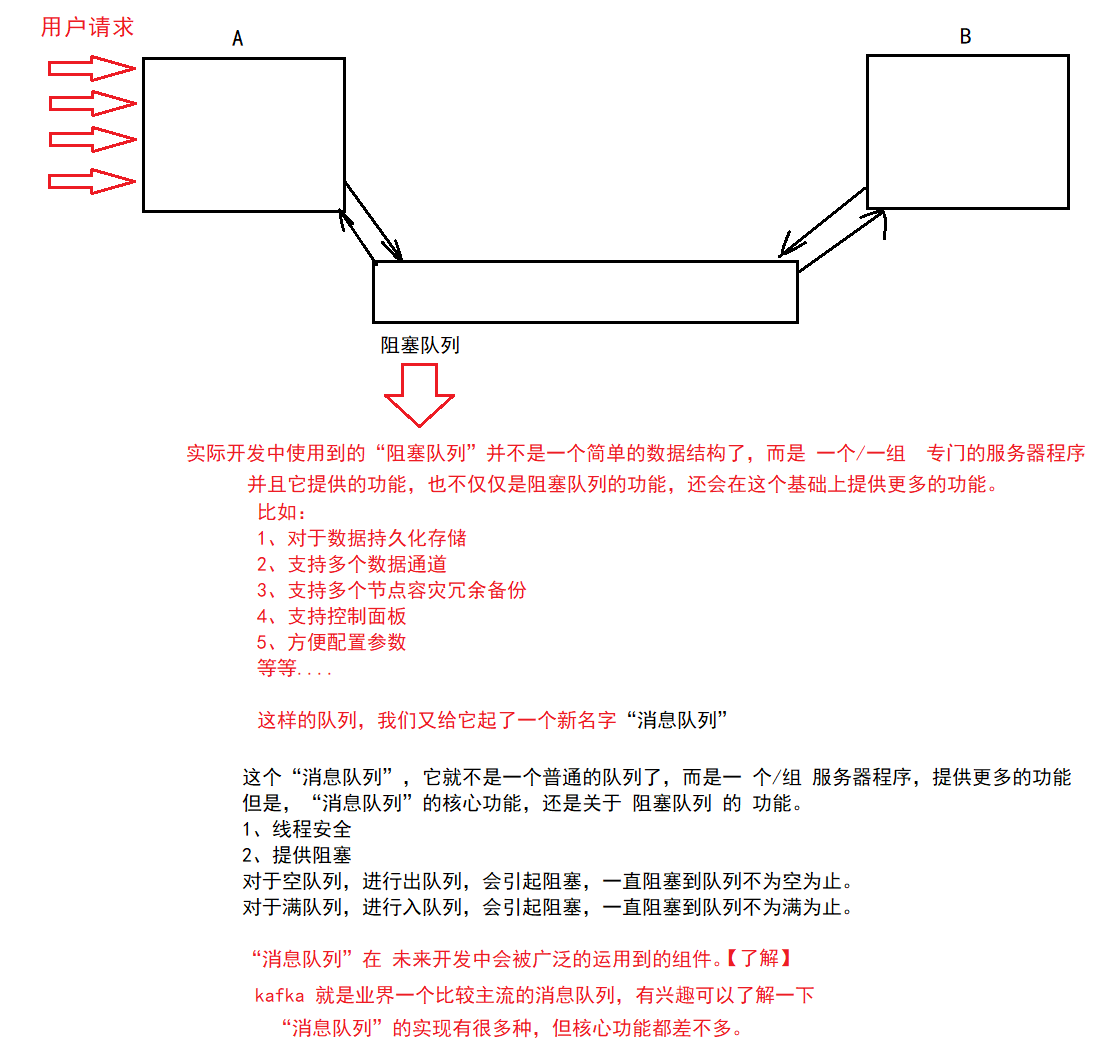 用户请求
A
B
阻塞队列
实际开发中使用到的“阻塞队列”并不是一个简单的数据结构了，而是 一个/一组  专门的服务器程序
并且它提供的功能，也不仅仅是阻塞队列的功能，还会在这个基础上提供更多的功能。
比如：
1、对于数据持久化存储
2、支持多个数据通道
3、支持多个节点容灾冗余备份
4、支持控制面板
5、方便配置参数
等等....
这样的队列，我们又给它起了一个新名字“消息队列”
这个“消息队列”，它就不是一个普通的队列了，而是一 个/组 服务器程序，提供更多的功能
但是，“消息队列”的核心功能，还是关于 阻塞队列 的 功能。
1、线程安全
2、提供阻塞
对于空队列，进行出队列，会引起阻塞，一直阻塞到队列不为空为止。
对于满队列，进行入队列，会引起阻塞，一直阻塞到队列不为满为止。
“消息队列”在 未来开发中会被广泛的运用到的组件。【了解】
kafka 就是业界一个比较主流的消息队列，有兴趣可以了解一下
“消息队列”的实现有很多种，但核心功能都差不多。